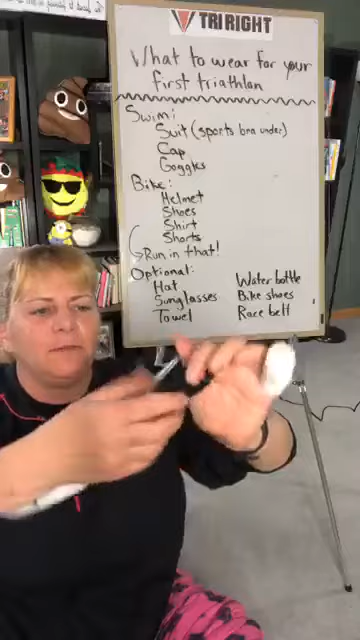 TRI RIGHT
What to wear for your
first triathlon
Swim:
Suit (sports bra under)
Cap
Goggles
Bike:
Helmet
Shoes
Shirt
Shorts
Run in that!
Optional:
Hat
Sunglasses
Towel
Water bottle
Bike shoes
Race belt